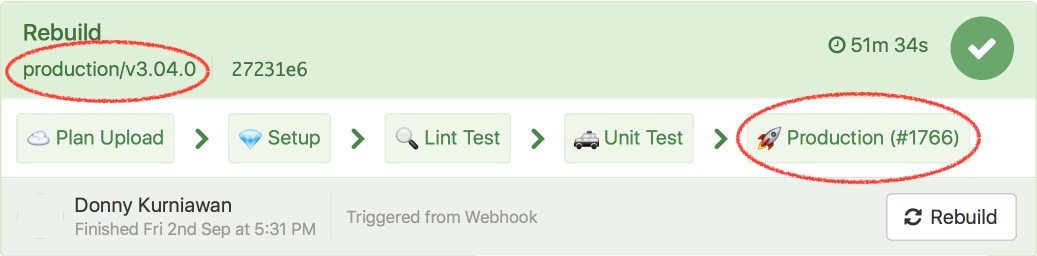 Rebuild
production/v3.04.0 27231e6
51m 34s
Plan Upload Setup Lint Test Unit Test Production (#1766)
Donny Kurniawan
Finished Fri 2nd Sep at 5:31 PM
Triggered from Webhook
Rebuild